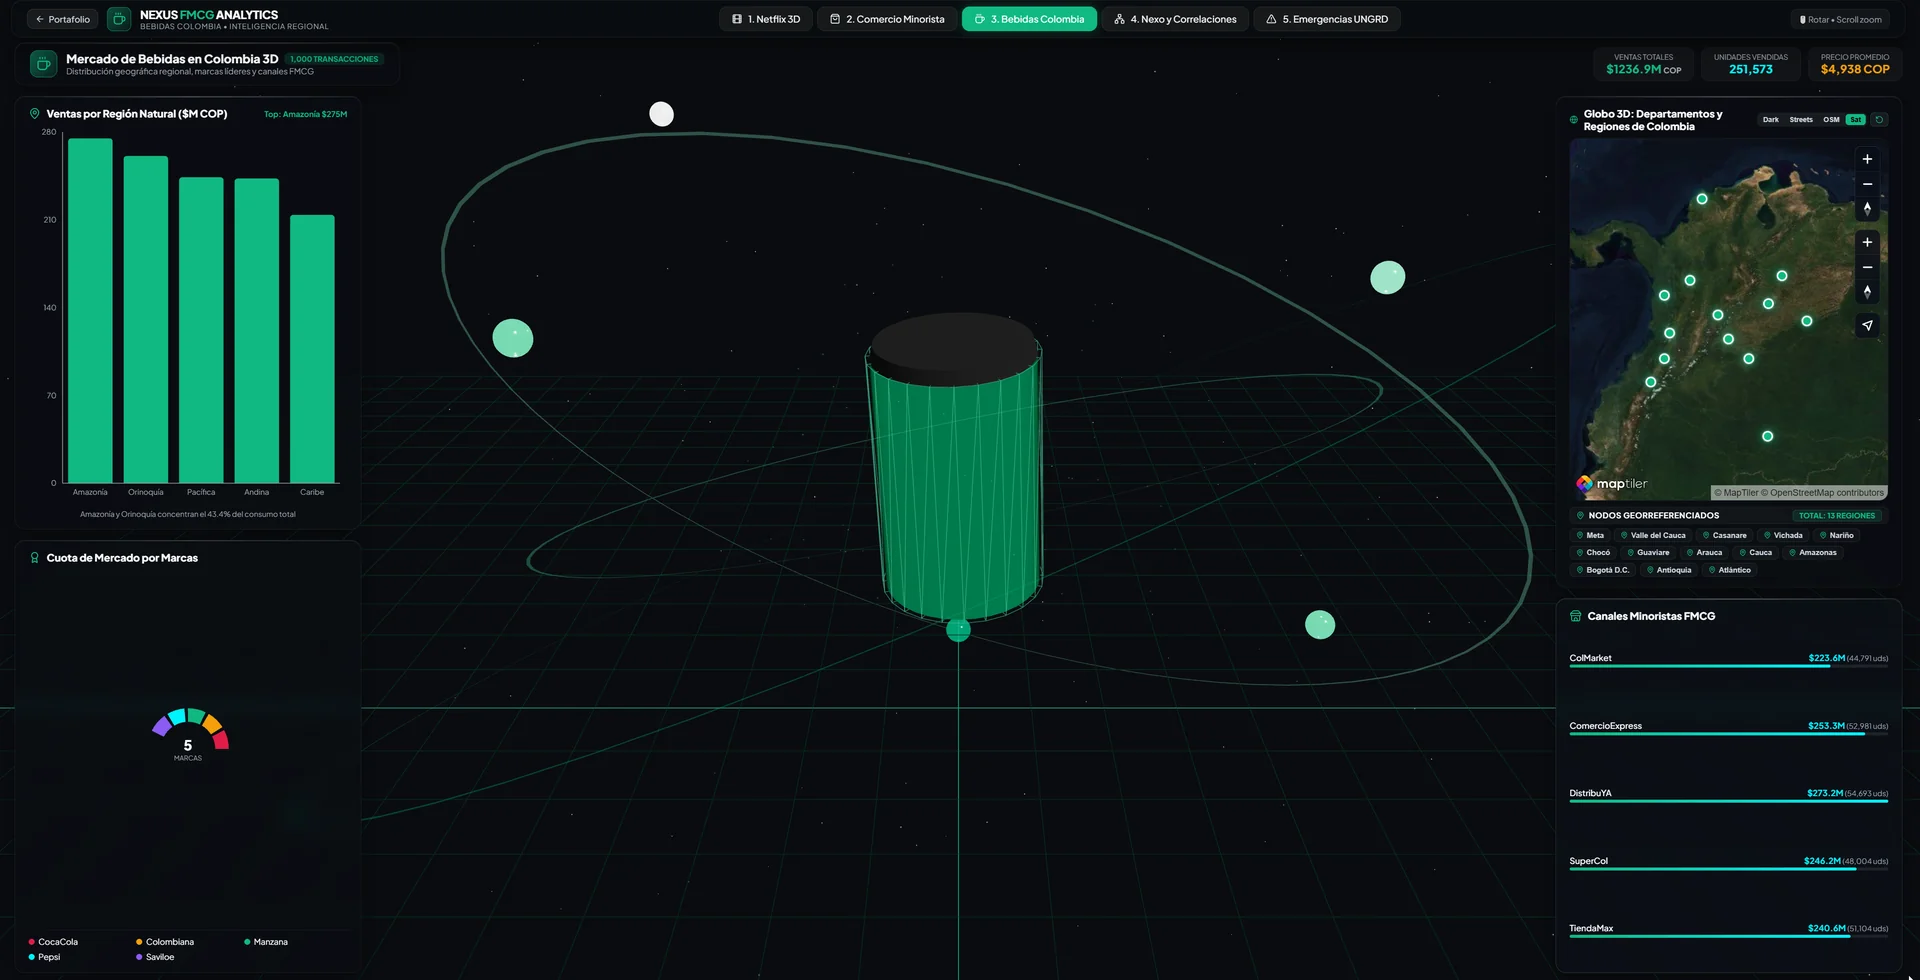 Portafolio
NEXUS FMCG ANALYTICS
BEBIDAS COLOMBIA • INTELIGENCIA REGIONAL
1. Netflix 3D
2. Comercio Minorista
3. Bebidas Colombia
4. Nexo y Correlaciones
5. Emergencias UNGRD
Rotar • Scroll zoom
Mercado de Bebidas en Colombia 3D
1,000 TRANSACCIONES
Distribución geográfica regional, marcas líderes y canales FMCG
VENTAS TOTALES
$1236.9M COP
UNIDADES VENDIDAS
251,573
PRECIO PROMEDIO
$4,938 COP
Ventas por Región Natural ($M COP)
Top: Amazonía $275M
280
210
140
70
0
Amazonía
Orinoquía
Pacífica
Andina
Caribe
Amazonía y Orinoquía concentran el 43.4% del consumo total
Cuota de Mercado por Marcas
5
MARCAS
CocaCola
Colombiana
Manzana
Pepsi
Saviloe
Globo 3D: Departamentos y
Regiones de Colombia
Dark
Streets
OSM
Sat
maptiler
© MapTiler © OpenStreetMap contributors
NODOS GEORREFERENCIADOS
TOTAL: 13 REGIONES
Meta
Valle del Cauca
Casanare
Vichada
Nariño
Chocó
Guaviare
Arauca
Cauca
Amazonas
Bogotá D.C.
Antioquia
Atlántico
Canales Minoristas FMCG
ColMarket
$223.6M (44,791 uds)
ComercioExpress
$253.3M (52,981 uds)
DistribuYA
$273.2M (54,693 uds)
SuperCol
$246.2M (48,004 uds)
TiendaMax
$240.6M (51,104 uds)